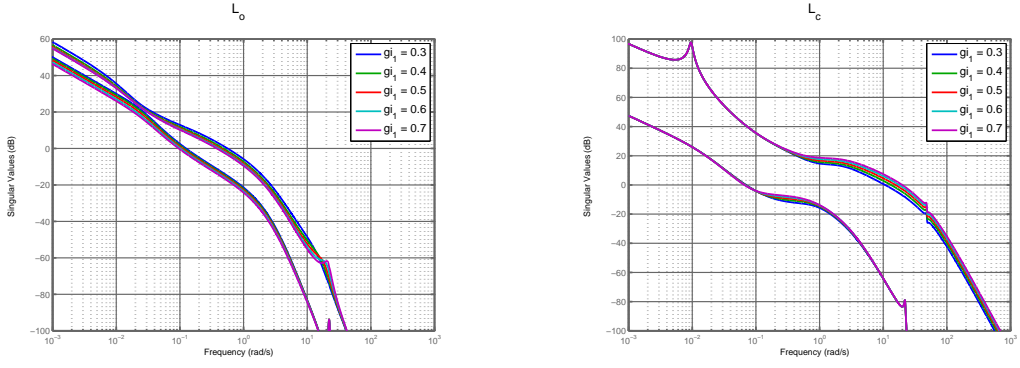 L_o
60
40
20
0
−20
−40
−60
−80
−100
Singular Values (dB)
10^−3
10^−2
10^−1
10^0
10^1
10^2
10^3
Frequency (rad/s)
gi_1 = 0.3
gi_1 = 0.4
gi_1 = 0.5
gi_1 = 0.6
gi_1 = 0.7
L_c
100
80
60
40
20
0
−20
−40
−60
−80
−100
Singular Values (dB)
10^−3
10^−2
10^−1
10^0
10^1
10^2
10^3
Frequency (rad/s)
gi_1 = 0.3
gi_1 = 0.4
gi_1 = 0.5
gi_1 = 0.6
gi_1 = 0.7